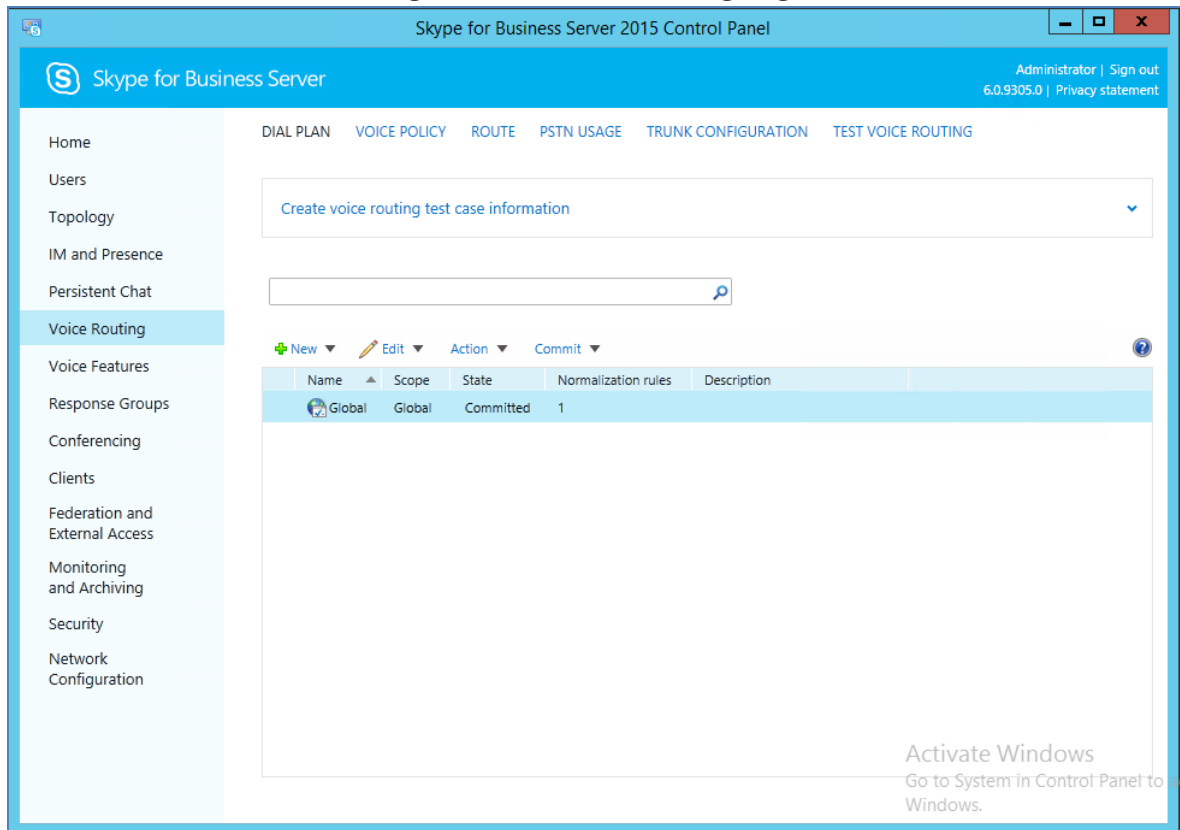 Skype for Business Server 2015 Control Panel
Skype for Business Server
Administrator | Sign out
6.0.9305.0 | Privacy statement
Home
Users
Topology
IM and Presence
Persistent Chat
Voice Routing
Voice Features
Response Groups
Conferencing
Clients
Federation and
External Access
Monitoring
and Archiving
Security
Network
Configuration
DIAL PLAN VOICE POLICY ROUTE PSTN USAGE TRUNK CONFIGURATION TEST VOICE ROUTING
Create voice routing test case information
New Edit Action Commit
Name Scope State Normalization rules Description
Global Global Committed 1
Activate Windows
Go to System in Control Panel to
Windows.